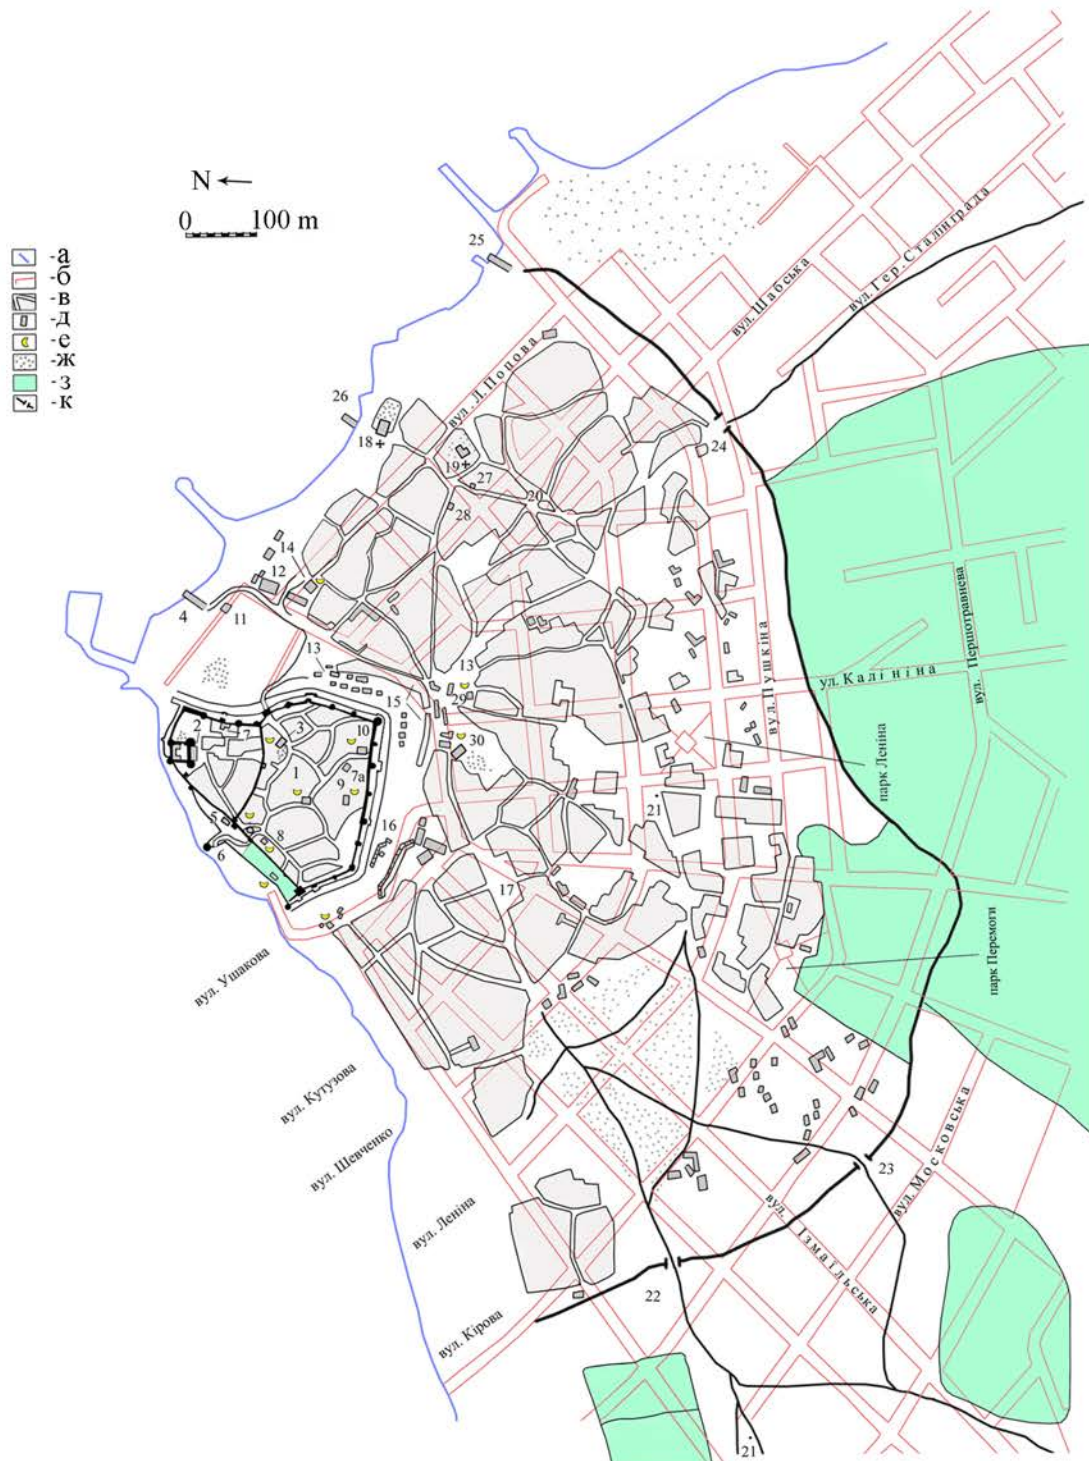 N
0 100 m
-а
-б
-в
-д
-е
-ж
-з
-к
25
вул. Шабська
вул. Гер. Сталінграда
вул. Л. Попова
26
18
19
27
28
20
24
14
12
4
11
13
13
15
29
30
2
7
3
10
1
9
7а
5
6
8
16
17
21
вул. Пушкіна
ул. Калініна
вул. Першотравнева
парк Леніна
парк Перемоги
вул. Ушакова
вул. Кутузова
вул. Шевченко
вул. Леніна
вул. Кірова
22
23
вул. Московська
вул. Ізмаїльська
21